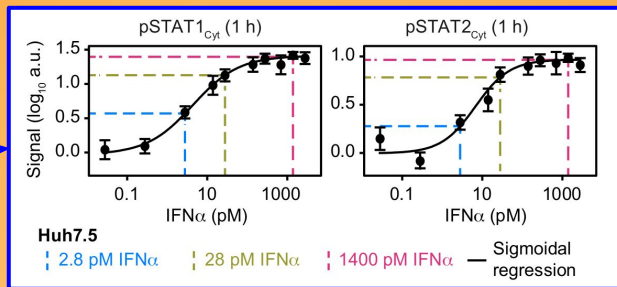 pSTAT1Cyt (1 h) pSTAT2Cyt (1 h)
Signal (log10 a.u.)
1.5
1.0
0.5
0.0
1.0
0.5
0.0
0.1 10 1000 0.1 10 1000
IFNα (pM) IFNα (pM)
Huh7.5
2.8 pM IFNα 28 pM IFNα 1400 pM IFNα Sigmoidal
regression